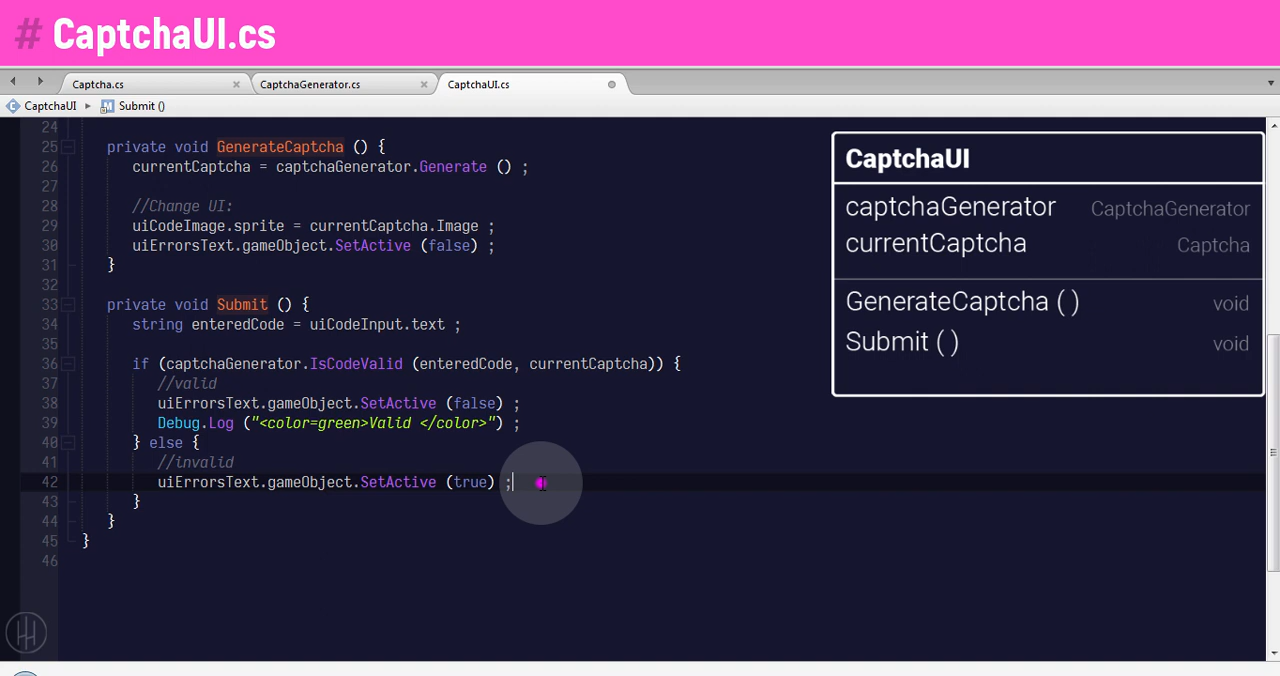 # CaptchaUI.cs
Captcha.cs
CaptchaGenerator.cs
CaptchaUI.cs
CaptchaUI
Submit ()
24
25 private void GenerateCaptcha () {
26 currentCaptcha = captchaGenerator.Generate () ;
27
28 //Change UI:
29 uiCodeImage.sprite = currentCaptcha.Image ;
30 uiErrorsText.gameObject.SetActive (false) ;
31 }
32
33 private void Submit () {
34 string enteredCode = uiCodeInput.text ;
35
36 if (captchaGenerator.IsCodeValid (enteredCode, currentCaptcha)) {
37 //valid
38 uiErrorsText.gameObject.SetActive (false) ;
39 Debug.Log ("<color=green>Valid </color>") ;
40 } else {
41 //invalid
42 uiErrorsText.gameObject.SetActive (true) ;
43 }
44 }
45 }
46
CaptchaUI
captchaGenerator CaptchaGenerator
currentCaptcha Captcha
GenerateCaptcha ( ) void
Submit ( ) void